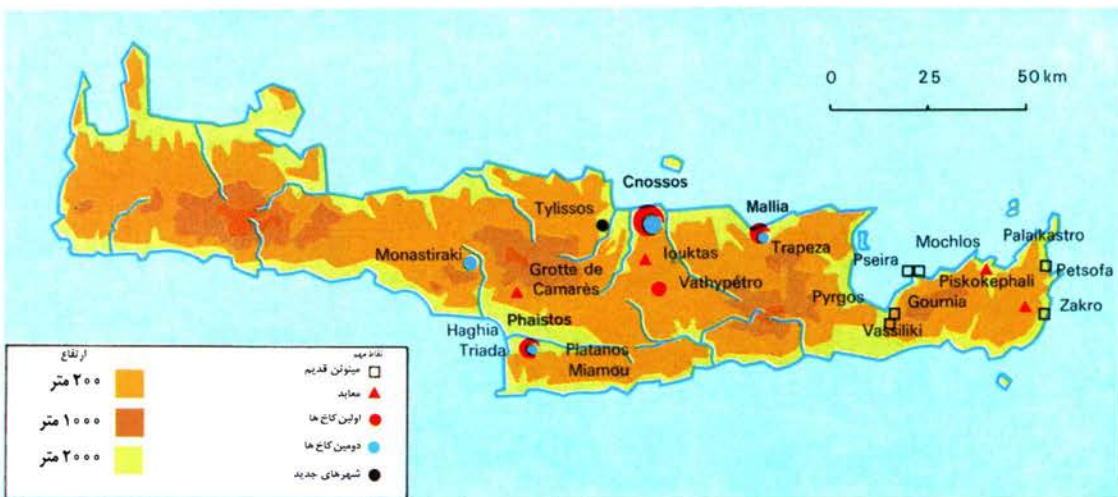 0 25 50 km
Cnossos
Tylissos
Mallia
Trapeza
Mochlos
Palaikastro
Monastiraki
Grotte de
Camarès
Iouktas
Vathypétro
Pseira
Piskokephali
Petsofa
Pyrgos
Gournia
Zakro
Vassiliki
Phaistos
Haghia
Triada
Platanos
Miamou
ارتفاع
۲۰۰ متر
۱۰۰۰ متر
۲۰۰۰ متر
نقاط مهم
مینوئن قدیم
معابد
اولین کاخ ها
دومین کاخ ها
شهرهای جدید